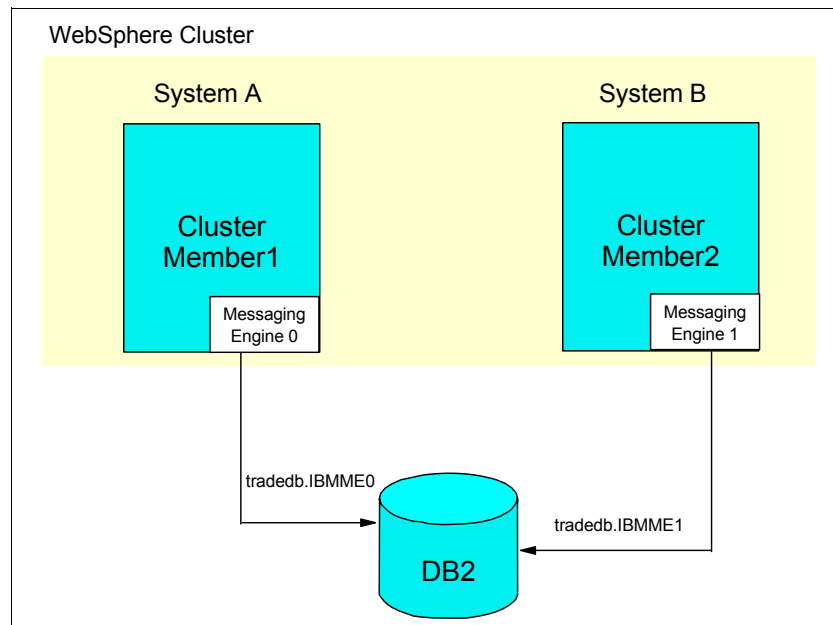 WebSphere Cluster
System A
System B
Cluster
Member1
Cluster
Member2
Messaging
Engine 0
Messaging
Engine 1
tradedb.IBMME0
tradedb.IBMME1
DB2